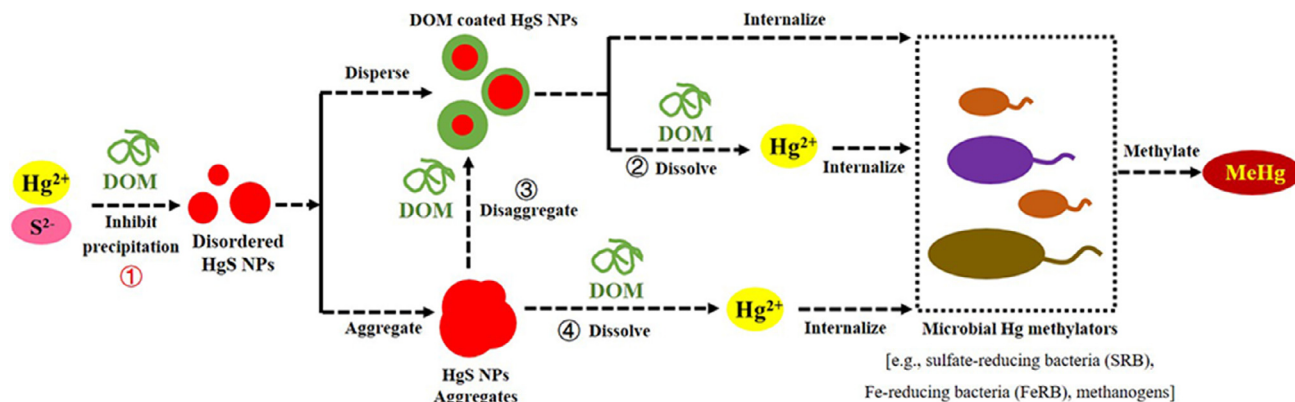 DOM coated HgS NPs
Internalize
Disperse
DOM
Hg²⁺
② Dissolve
Internalize
Methylate
MeHg
DOM
Hg²⁺
S²⁻
Inhibit
precipitation
①
Disordered
HgS NPs
DOM
③
Disaggregate
Aggregate
HgS NPs
Aggregates
DOM
④ Dissolve
Hg²⁺
Internalize
Microbial Hg methylators
[e.g., sulfate-reducing bacteria (SRB),
Fe-reducing bacteria (FeRB), methanogens]